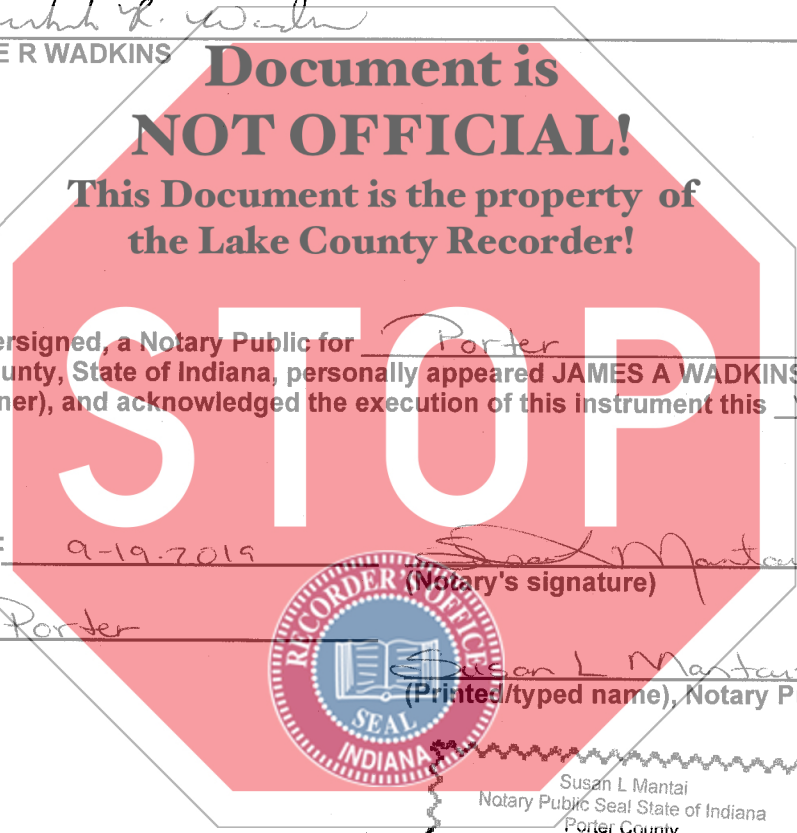 E R WADKINS
Document is
NOT OFFICIAL!
This Document is the property of
the Lake County Recorder!
STOP
ersigned, a Notary Public for Porter
unty, State of Indiana, personally appeared JAMES A WADKINS
ner), and acknowledged the execution of this instrument this
: 9-19-2019
(Notary's signature)
Porter
Susan L Mantai
(Printed/typed name), Notary P
RECORDER'S OFFICE
SEAL
INDIANA
Susan L Mantai
Notary Public Seal State of Indiana
Porter County